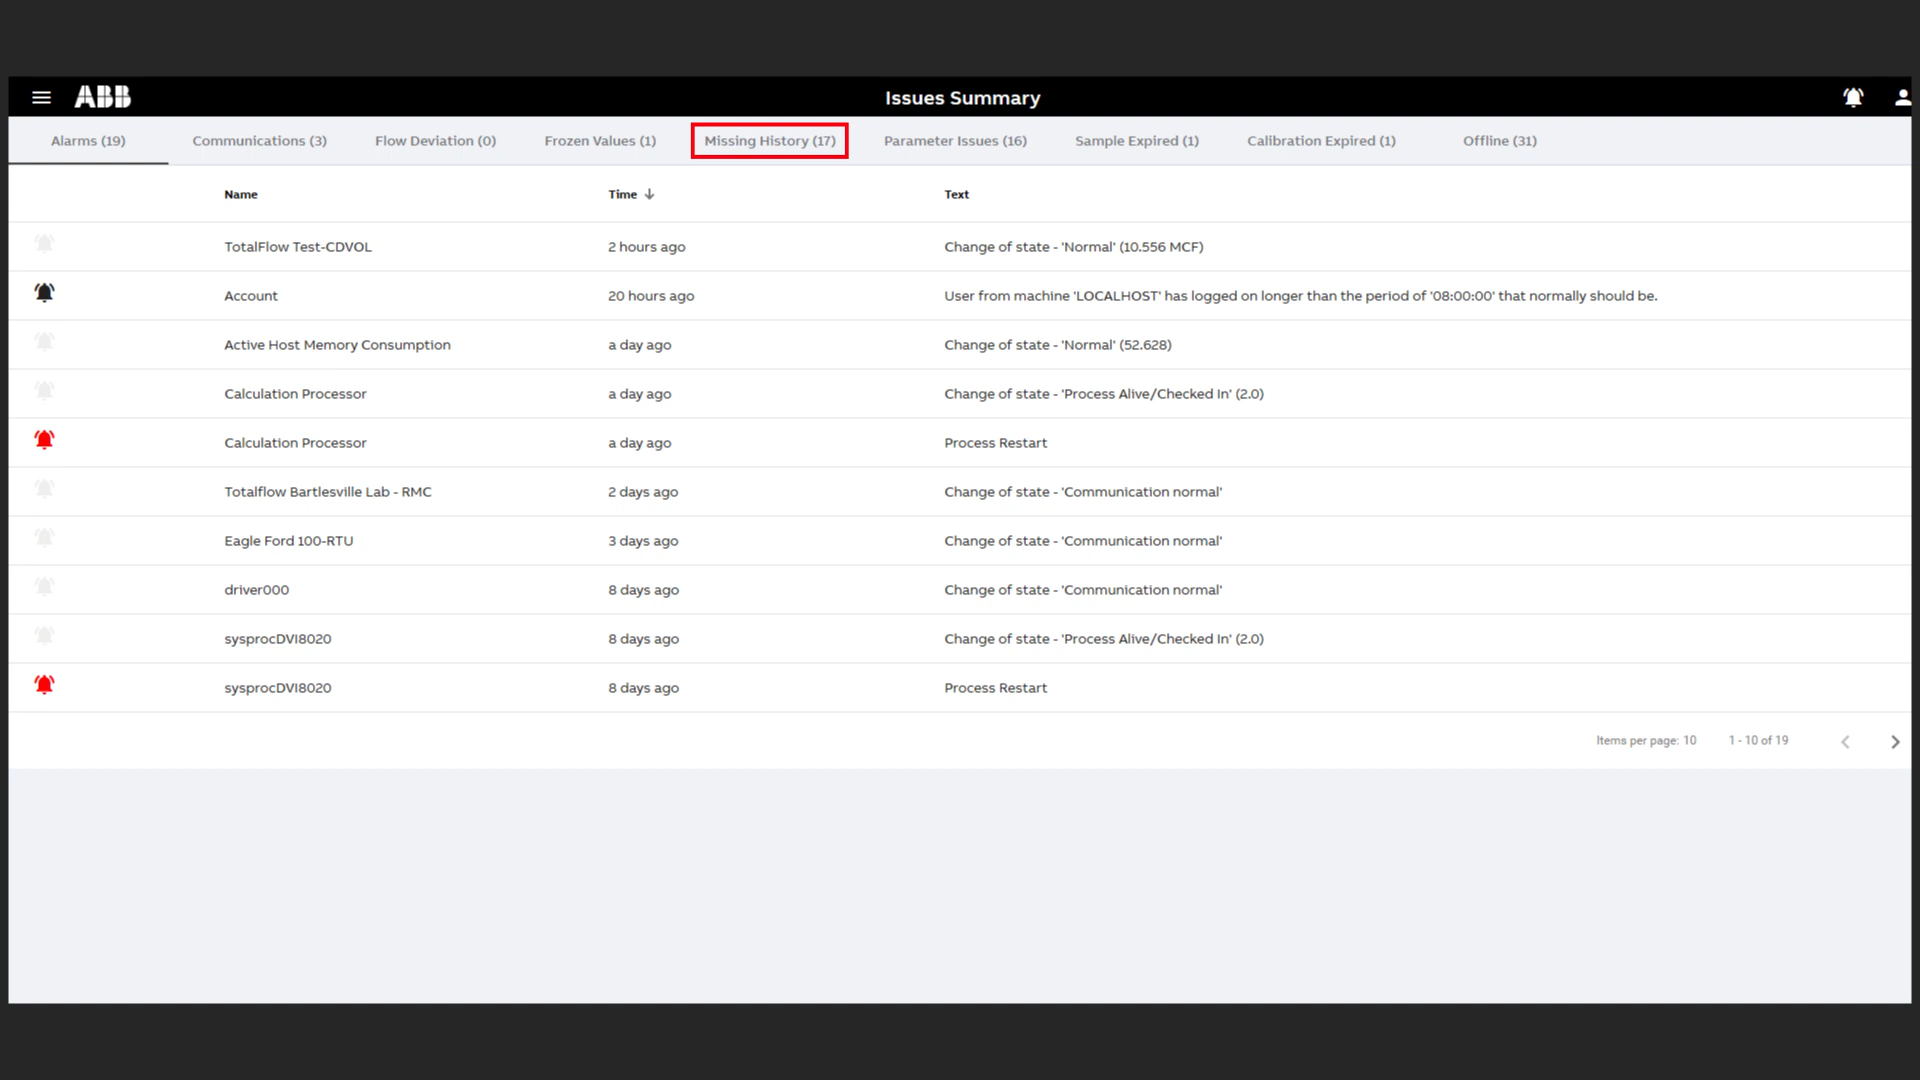 ABB Issues Summary
Alarms (19) Communications (3) Flow Deviation (0) Frozen Values (1) Missing History (17) Parameter Issues (16) Sample Expired (1) Calibration Expired (1) Offline (31)
Name Time Text
TotalFlow Test-CDVOL 2 hours ago Change of state - 'Normal' (10.556 MCF)
Account 20 hours ago User from machine 'LOCALHOST' has logged on longer than the period of '08:00:00' that normally should be.
Active Host Memory Consumption a day ago Change of state - 'Normal' (52.628)
Calculation Processor a day ago Change of state - 'Process Alive/Checked In' (2.0)
Calculation Processor a day ago Process Restart
Totalflow Bartlesville Lab - RMC 2 days ago Change of state - 'Communication normal'
Eagle Ford 100-RTU 3 days ago Change of state - 'Communication normal'
driver000 8 days ago Change of state - 'Communication normal'
sysprocDVI8020 8 days ago Change of state - 'Process Alive/Checked In' (2.0)
sysprocDVI8020 8 days ago Process Restart
Items per page: 10 1 - 10 of 19